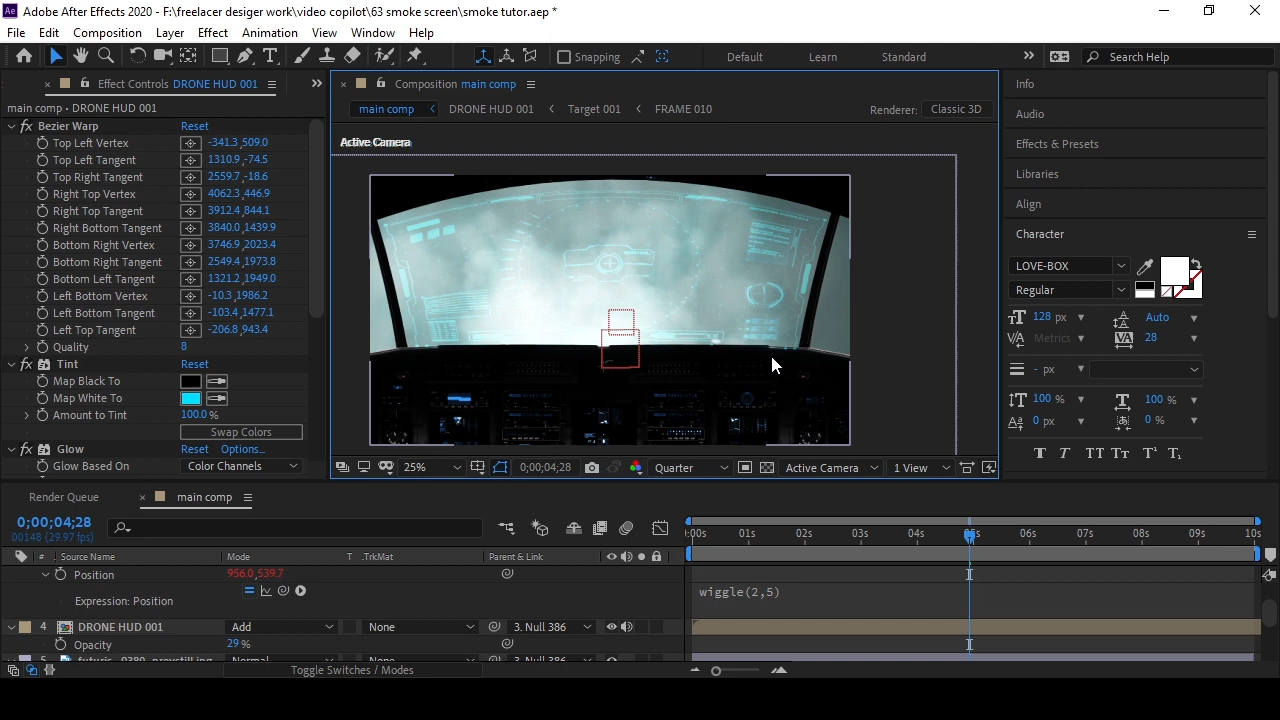 Adobe After Effects 2020 - F:\freelacer desiger work\video copilot\63 smoke screen\smoke tutor.aep *
File Edit Composition Layer Effect Animation View Window Help
Snapping Default Learn Standard Search Help
Effect Controls DRONE HUD 001
Composition main comp
Info
main comp • DRONE HUD 001
main comp DRONE HUD 001 Target 001 FRAME 010 Renderer: Classic 3D
Audio
Bezier Warp Reset
Top Left Vertex -341.3,509.0
Active Camera
Effects & Presets
Top Left Tangent 1310.9,-74.5
Top Right Tangent 2559.7,-18.6
Libraries
Right Top Vertex 4062.3,446.9
Right Top Tangent 3912.4,844.1
Align
Right Bottom Tangent 3840.0,1439.9
Character
Bottom Right Vertex 3746.9,2023.4
Bottom Right Tangent 2549.4,1973.8
LOVE-BOX
Bottom Left Tangent 1321.2,1949.0
Regular
Left Bottom Vertex -10.3,1986.2
Left Bottom Tangent -103.4,1477.1
128 px Auto
Left Top Tangent -206.8,943.4
Metrics 28
Quality 8
Tint Reset
- px
Map Black To
Map White To
100 % 100 %
Amount to Tint 100.0 %
0 px 0 %
Swap Colors
Glow Reset Options...
T T TT Tt T¹ T₁
Glow Based On Color Channels
25% 0;00;04;28 Quarter Active Camera 1 View
Render Queue main comp
0;00;04;28
00148 (29.97 fps)
:00s 01s 02s 03s 04s 05s 06s 07s 08s 09s 10s
# Source Name Mode T .TrkMat Parent & Link
Position 956.0,539.7
Expression: Position wiggle(2,5)
4 DRONE HUD 001 Add None 3. Null 386
Opacity 29 %
Normal None 3. Null 386
Toggle Switches / Modes